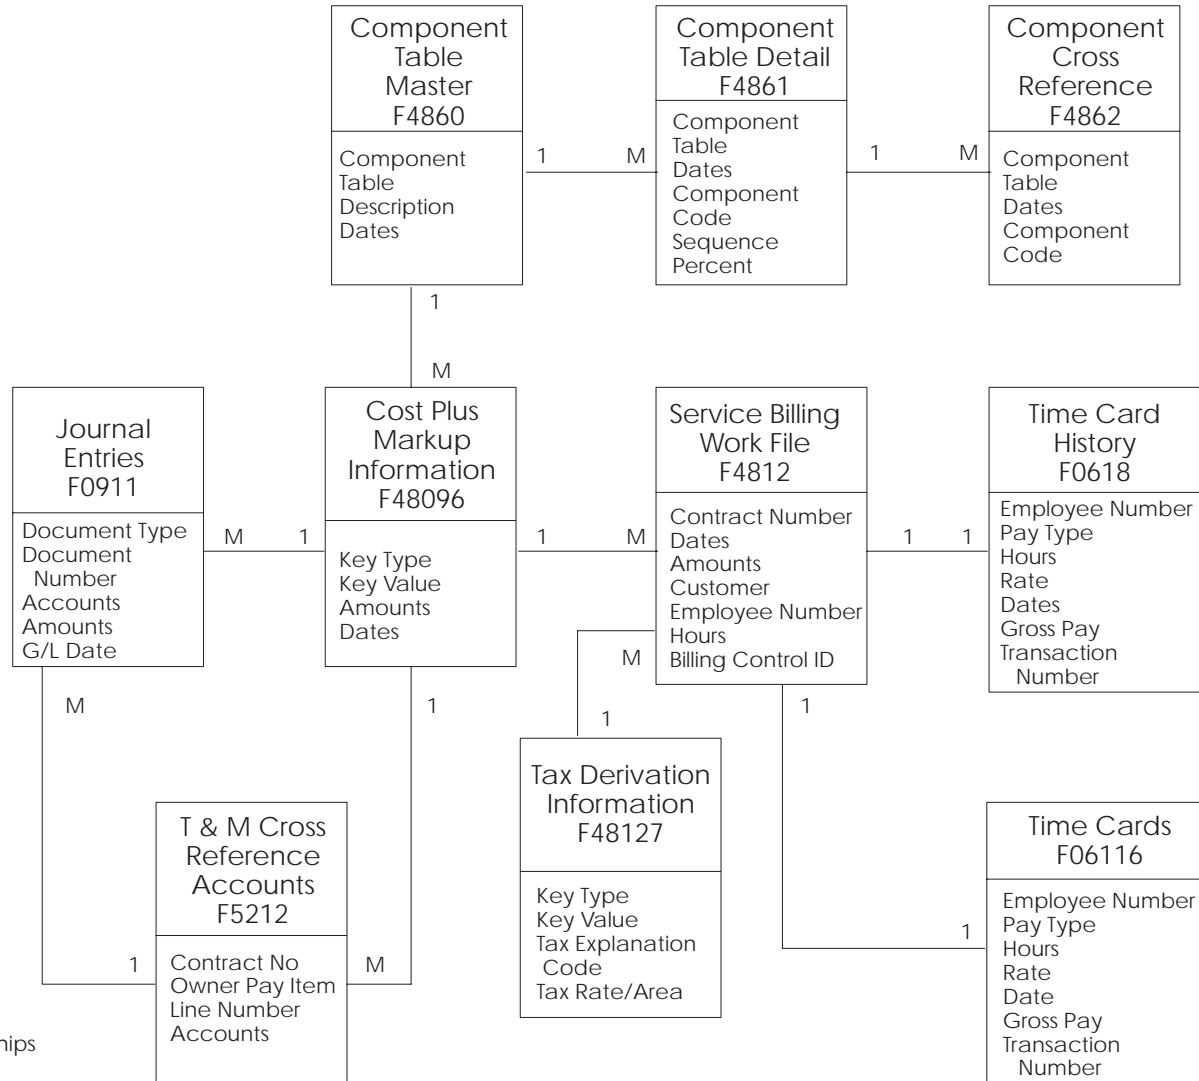 Component
Table
Master
F4860
Component
Table
Description
Dates
1
M
Component
Table Detail
F4861
Component
Table
Dates
Component
Code
Sequence
Percent
1
M
Component
Cross
Reference
F4862
Component
Table
Dates
Component
Code
1
M
Journal
Entries
F0911
Document Type
Document
Number
Accounts
Amounts
G/L Date
M
1
Cost Plus
Markup
Information
F48096
Key Type
Key Value
Amounts
Dates
1
M
Service Billing
Work File
F4812
Contract Number
Dates
Amounts
Customer
Employee Number
Hours
Billing Control ID
1
1
Time Card
History
F0618
Employee Number
Pay Type
Hours
Rate
Dates
Gross Pay
Transaction
Number
M
1
M
1
1
Tax Derivation
Information
F48127
Key Type
Key Value
Tax Explanation
Code
Tax Rate/Area
T & M Cross
Reference
Accounts
F5212
Contract No
Owner Pay Item
Line Number
Accounts
1
M
Time Cards
F06116
Employee Number
Pay Type
Hours
Rate
Date
Gross Pay
Transaction
Number
1
hips